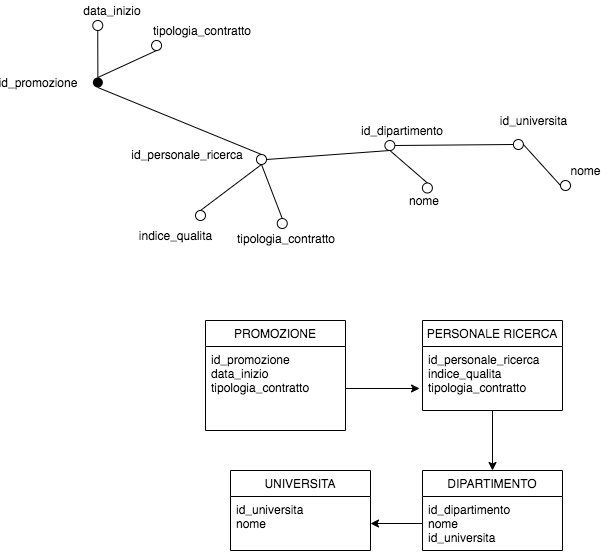 data_inizio
tipologia_contratto
id_promozione
id_dipartimento
id_universita
id_personale_ricerca
nome
nome
indice_qualita
tipologia_contratto
PROMOZIONE
id_promozione
data_inizio
tipologia_contratto
PERSONALE RICERCA
id_personale_ricerca
indice_qualita
tipologia_contratto
UNIVERSITA
id_universita
nome
DIPARTIMENTO
id_dipartimento
nome
id_universita